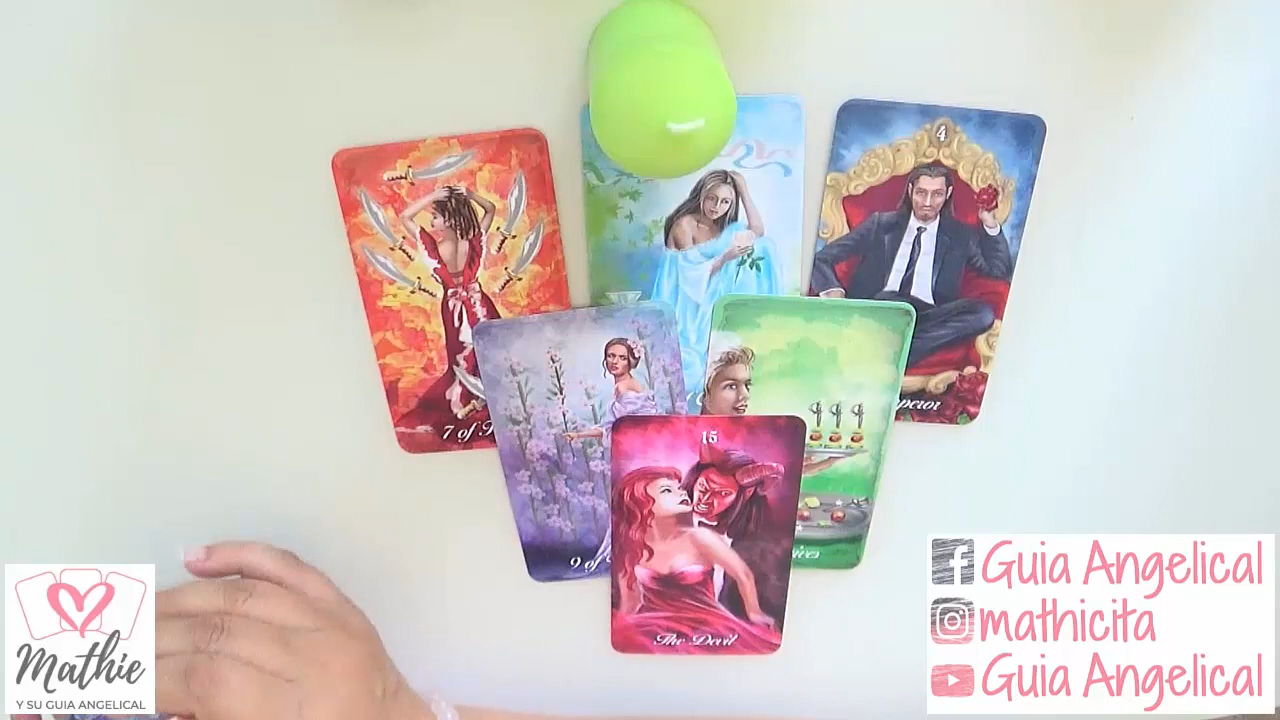 4
7 of
9 of
15
The Devil
Mathie
Y SU GUIA ANGELICAL
f Guia Angelical
mathicita
Guia Angelical